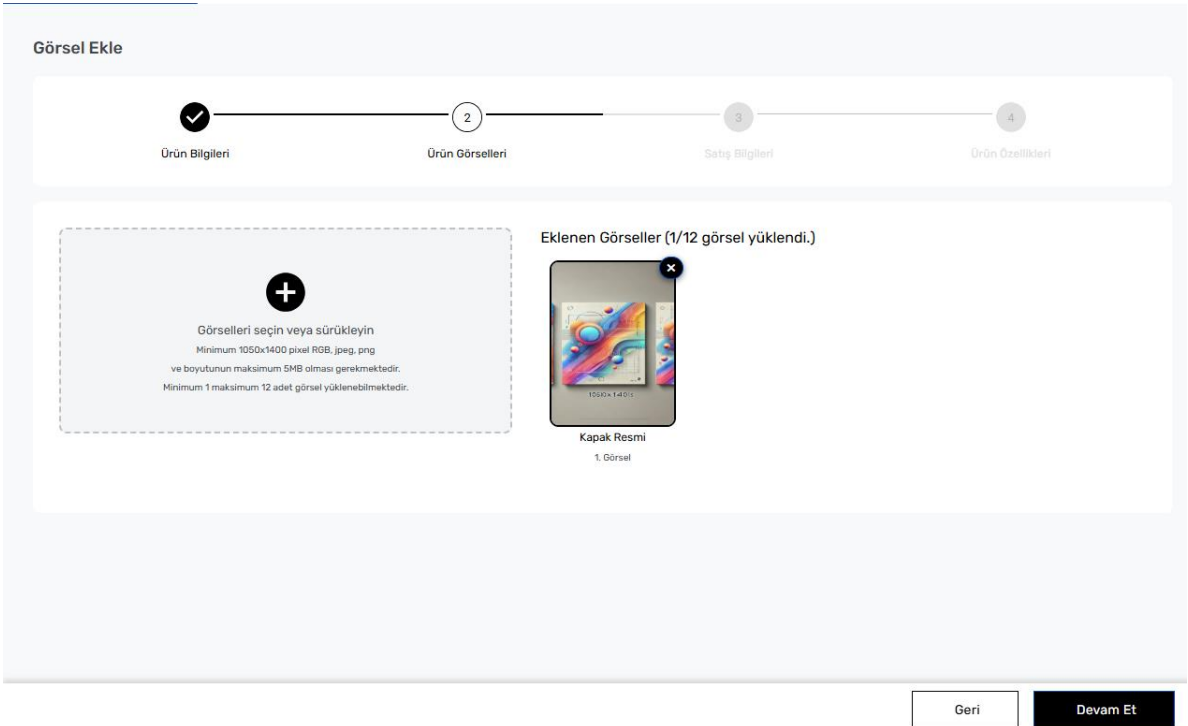 Görsel Ekle
2
3
4
Ürün Bilgileri
Ürün Görselleri
Satış Bilgileri
Ürün Özellikleri
Görselleri seçin veya sürükleyin
Minimum 1050x1400 pixel RGB, jpeg, png
ve boyutunun maksimum 5MB olması gerekmektedir.
Minimum 1 maksimum 12 adet görsel yüklenebilmektedir.
Eklenen Görseller (1/12 görsel yüklendi.)
Kapak Resmi
1. Görsel
Geri
Devam Et